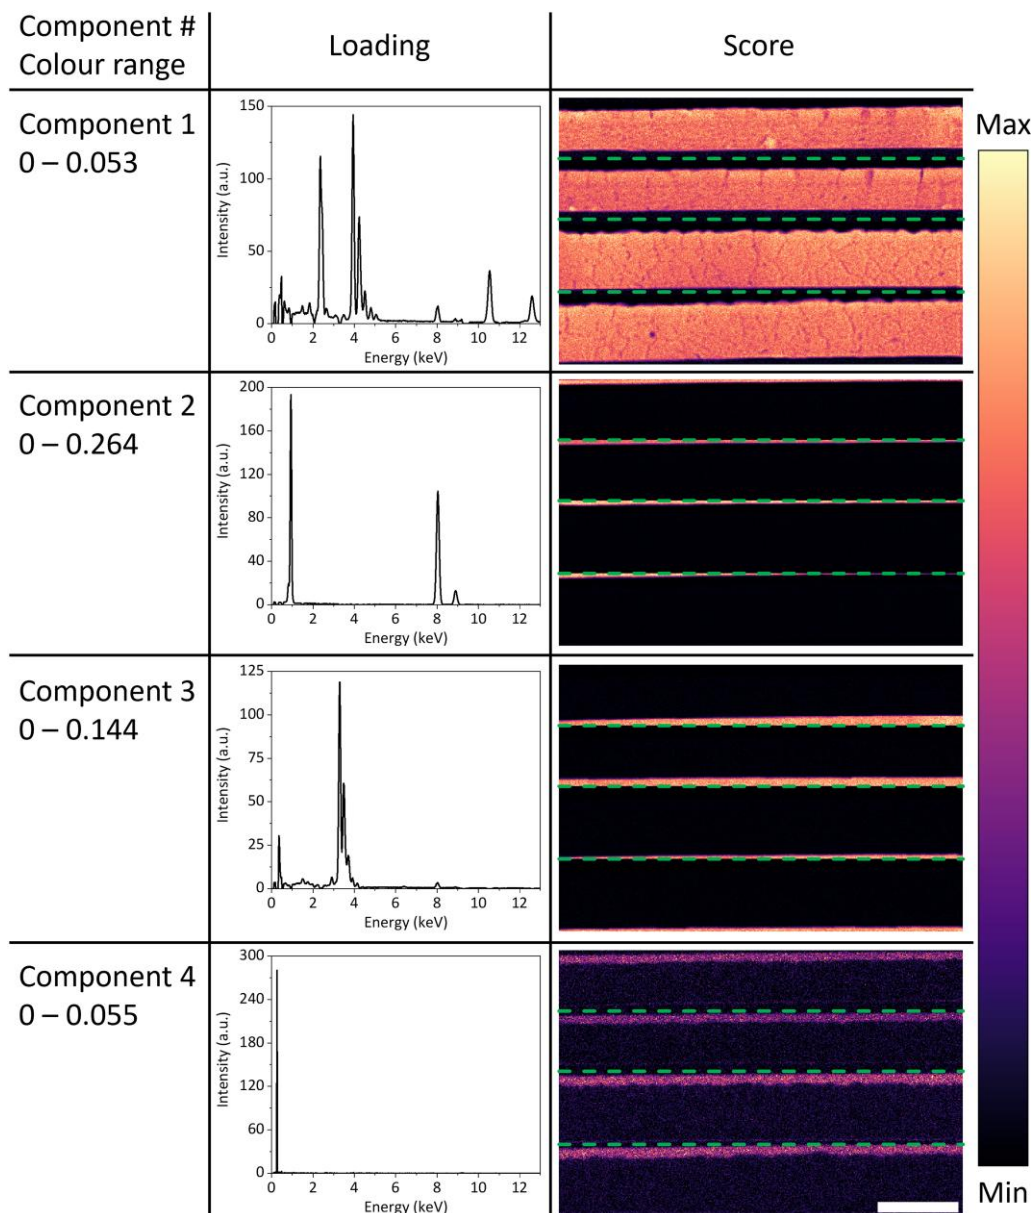 Component #
Colour range
Loading
Score
Component 1
0 – 0.053
Intensity (a.u.)
150
100
50
0
0 2 4 6 8 10 12
Energy (keV)
Max
Component 2
0 – 0.264
Intensity (a.u.)
200
160
120
80
40
0
0 2 4 6 8 10 12
Energy (keV)
Component 3
0 – 0.144
Intensity (a.u.)
125
100
75
50
25
0
0 2 4 6 8 10 12
Energy (keV)
Component 4
0 – 0.055
Intensity (a.u.)
300
240
180
120
60
0
0 2 4 6 8 10 12
Energy (keV)
Min